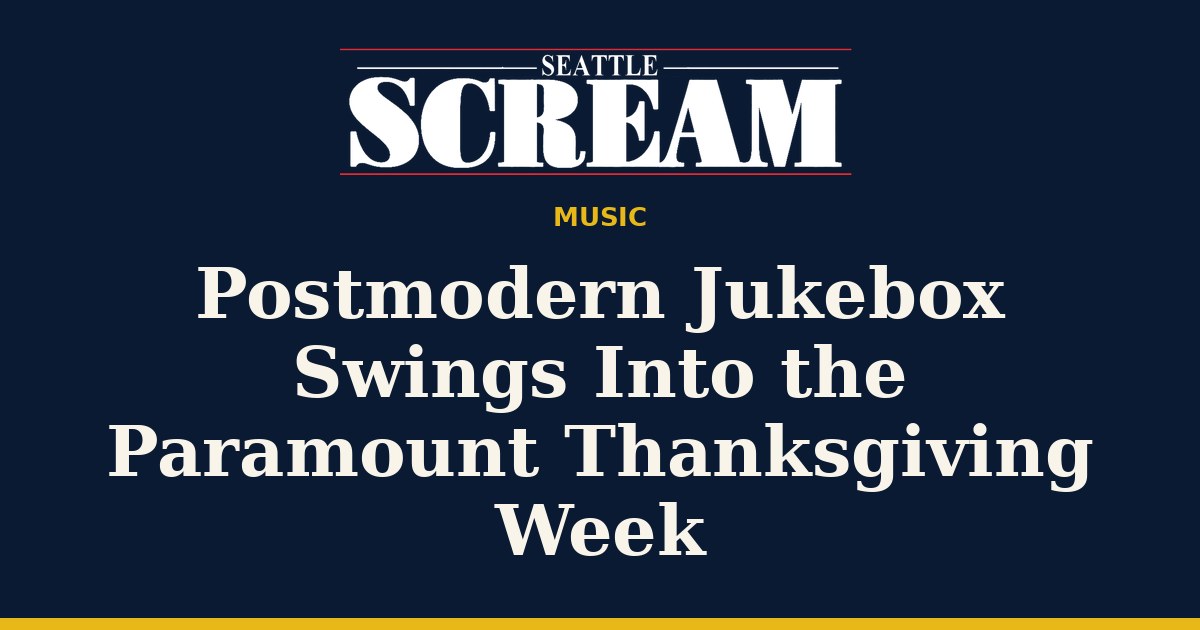 SEATTLE
SCREAM
MUSIC
Postmodern Jukebox
Swings Into the
Paramount Thanksgiving
Week